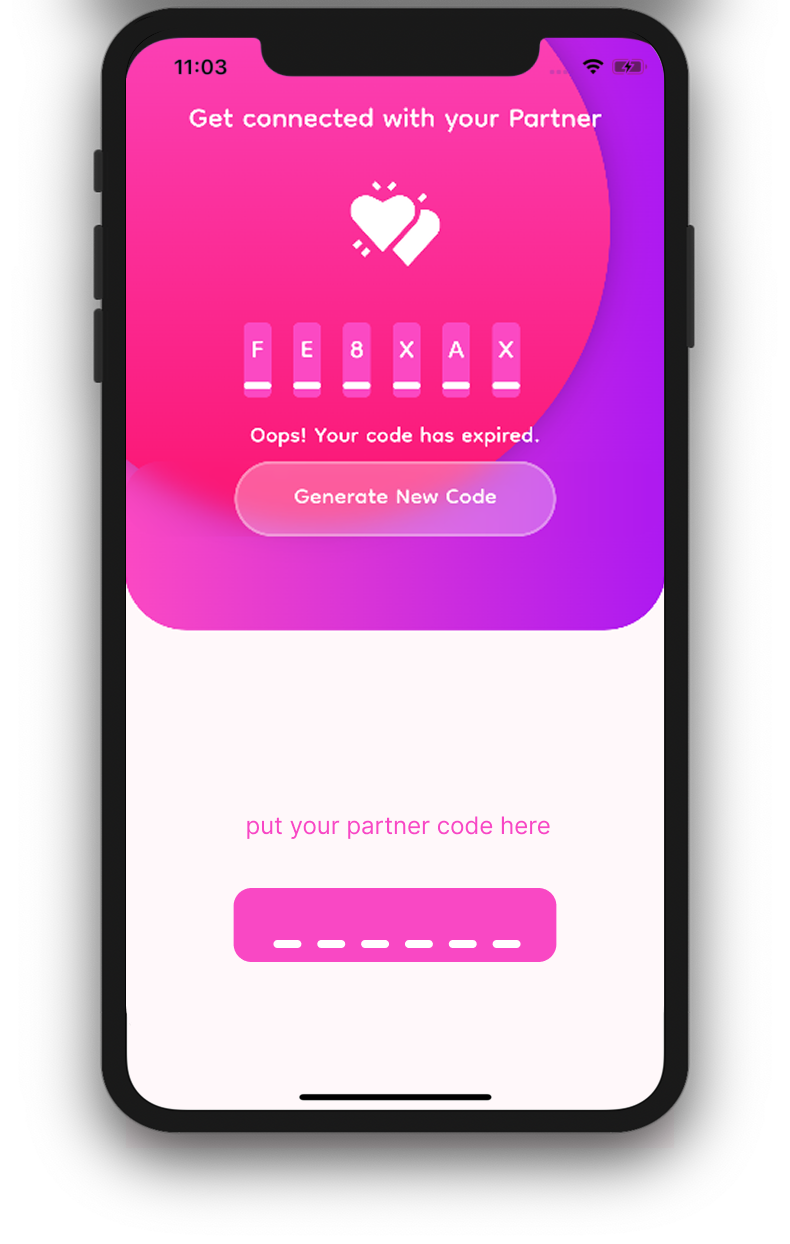 11:03
Get connected with your Partner
F E 8 X A X
Oops! Your code has expired.
Generate New Code
put your partner code here